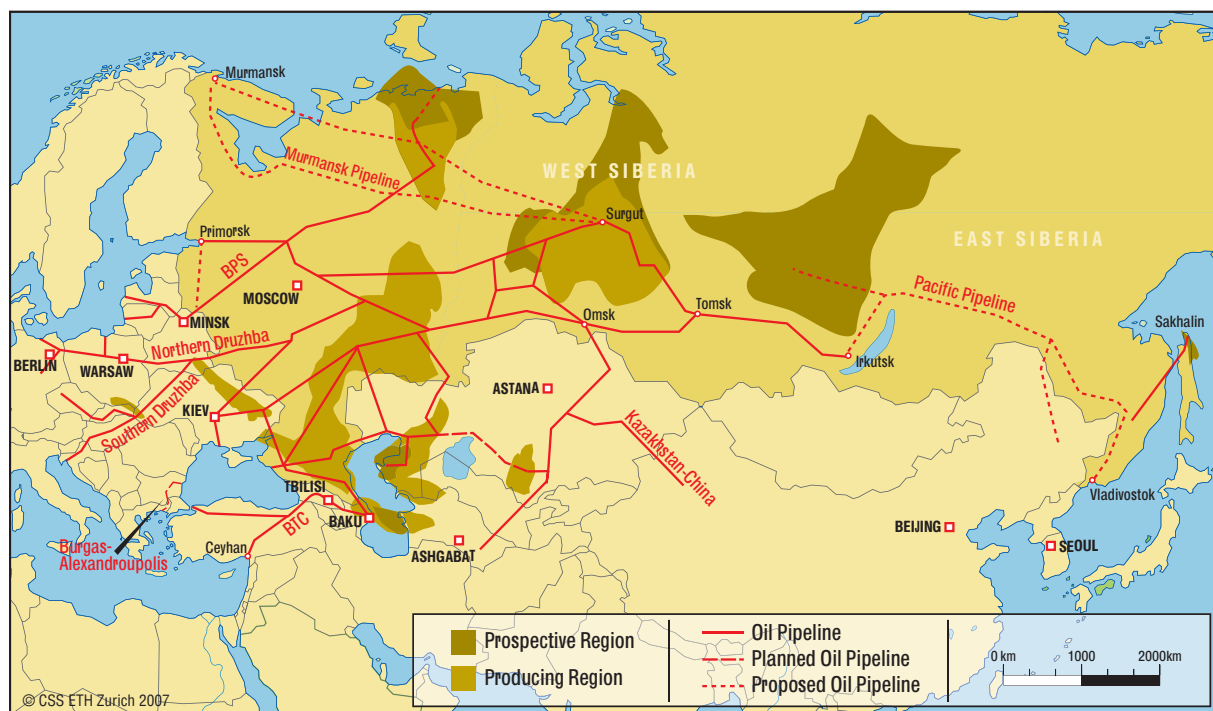 Murmansk
Murmansk Pipeline
WEST SIBERIA
Surgut
Primorsk
EAST SIBERIA
BPS
MOSCOW
Pacific Pipeline
Tomsk
Omsk
MINSK
Sakhalin
Northern Druzhba
BERLIN
WARSAW
Irkutsk
ASTANA
Southern Druzhba
KIEV
Kazakhstan-China
TBILISI
Vladivostok
BTC
BAKU
BEIJING
Burgas-
Alexandroupolis
Ceyhan
ASHGABAT
SEOUL
Prospective Region
Producing Region
Oil Pipeline
Planned Oil Pipeline
Proposed Oil Pipeline
0 km 1000 2000km
© CSS ETH Zurich 2007